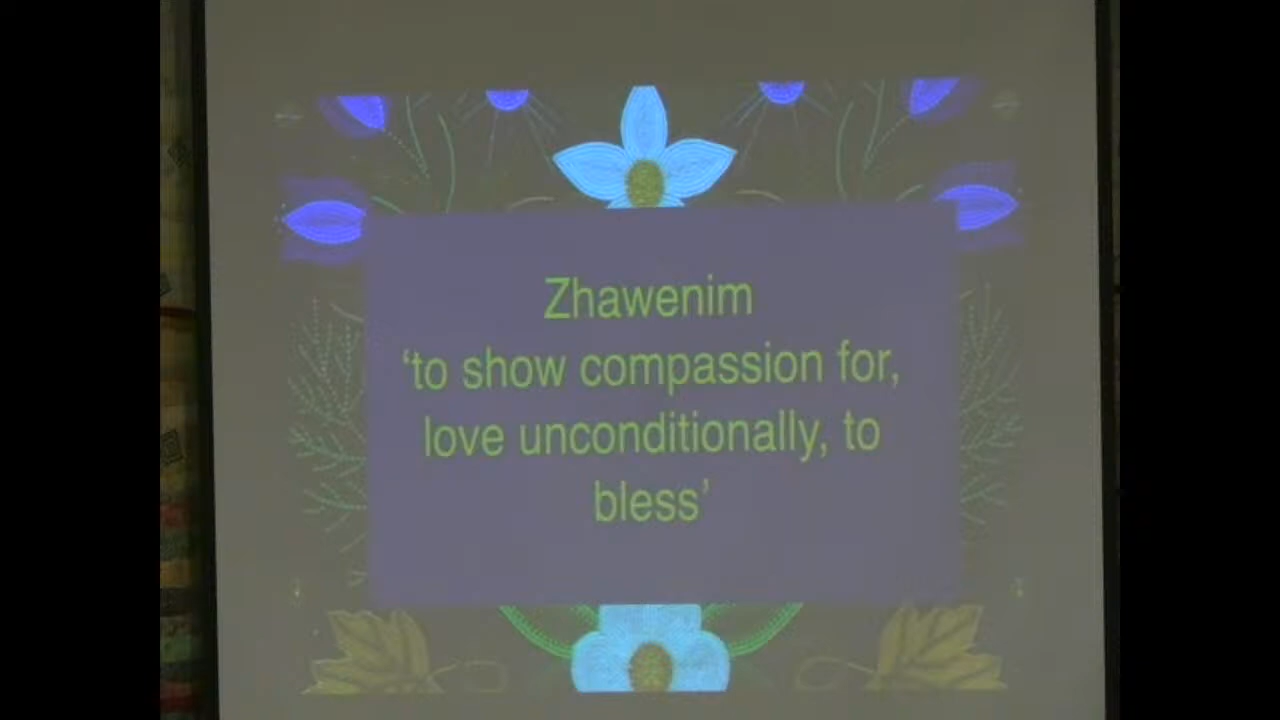 Zhawenim
‘to show compassion for,
love unconditionally, to
bless’